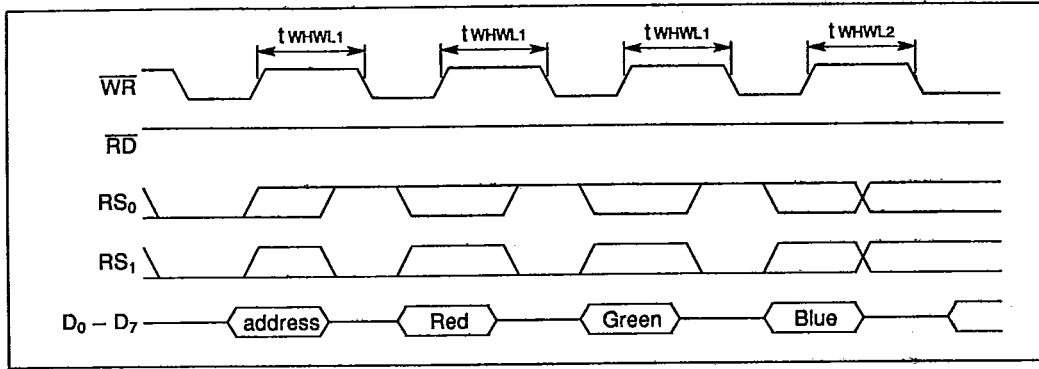 tWHWL1 tWHWL1 tWHWL1 tWHWL2
WR
RD
RS0
RS1
D0 – D7 address Red Green Blue